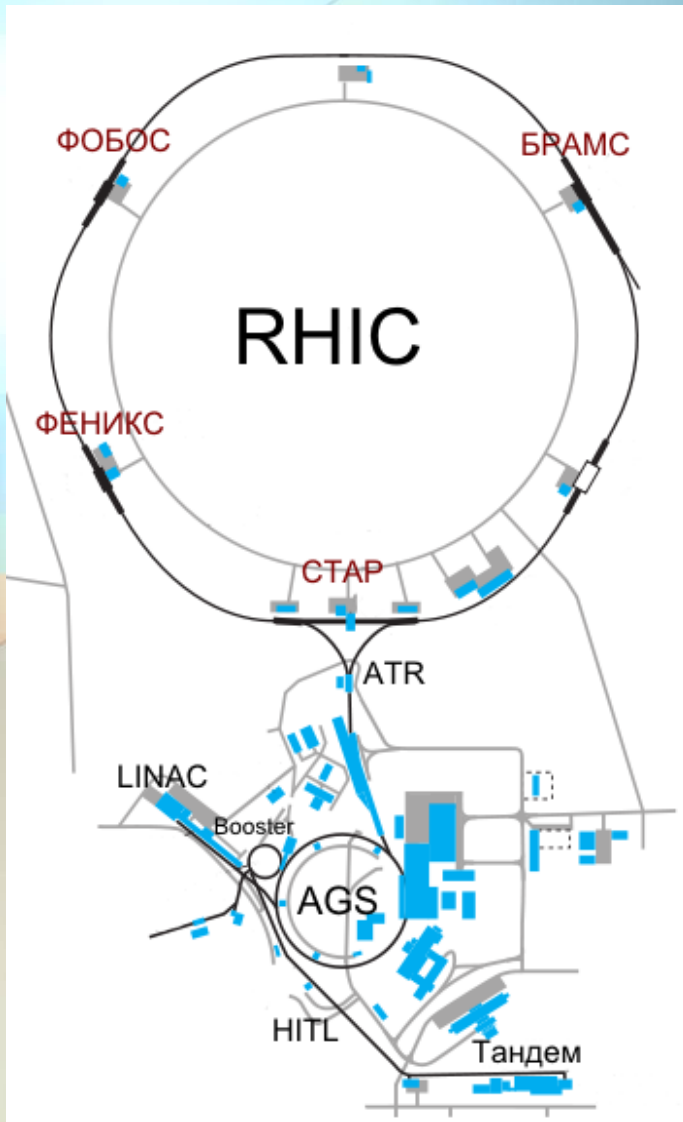 ФОБОС
БРАМС
RHIC
ФЕНИКС
СТАР
ATR
LINAC
Booster
AGS
HITL
Тандем